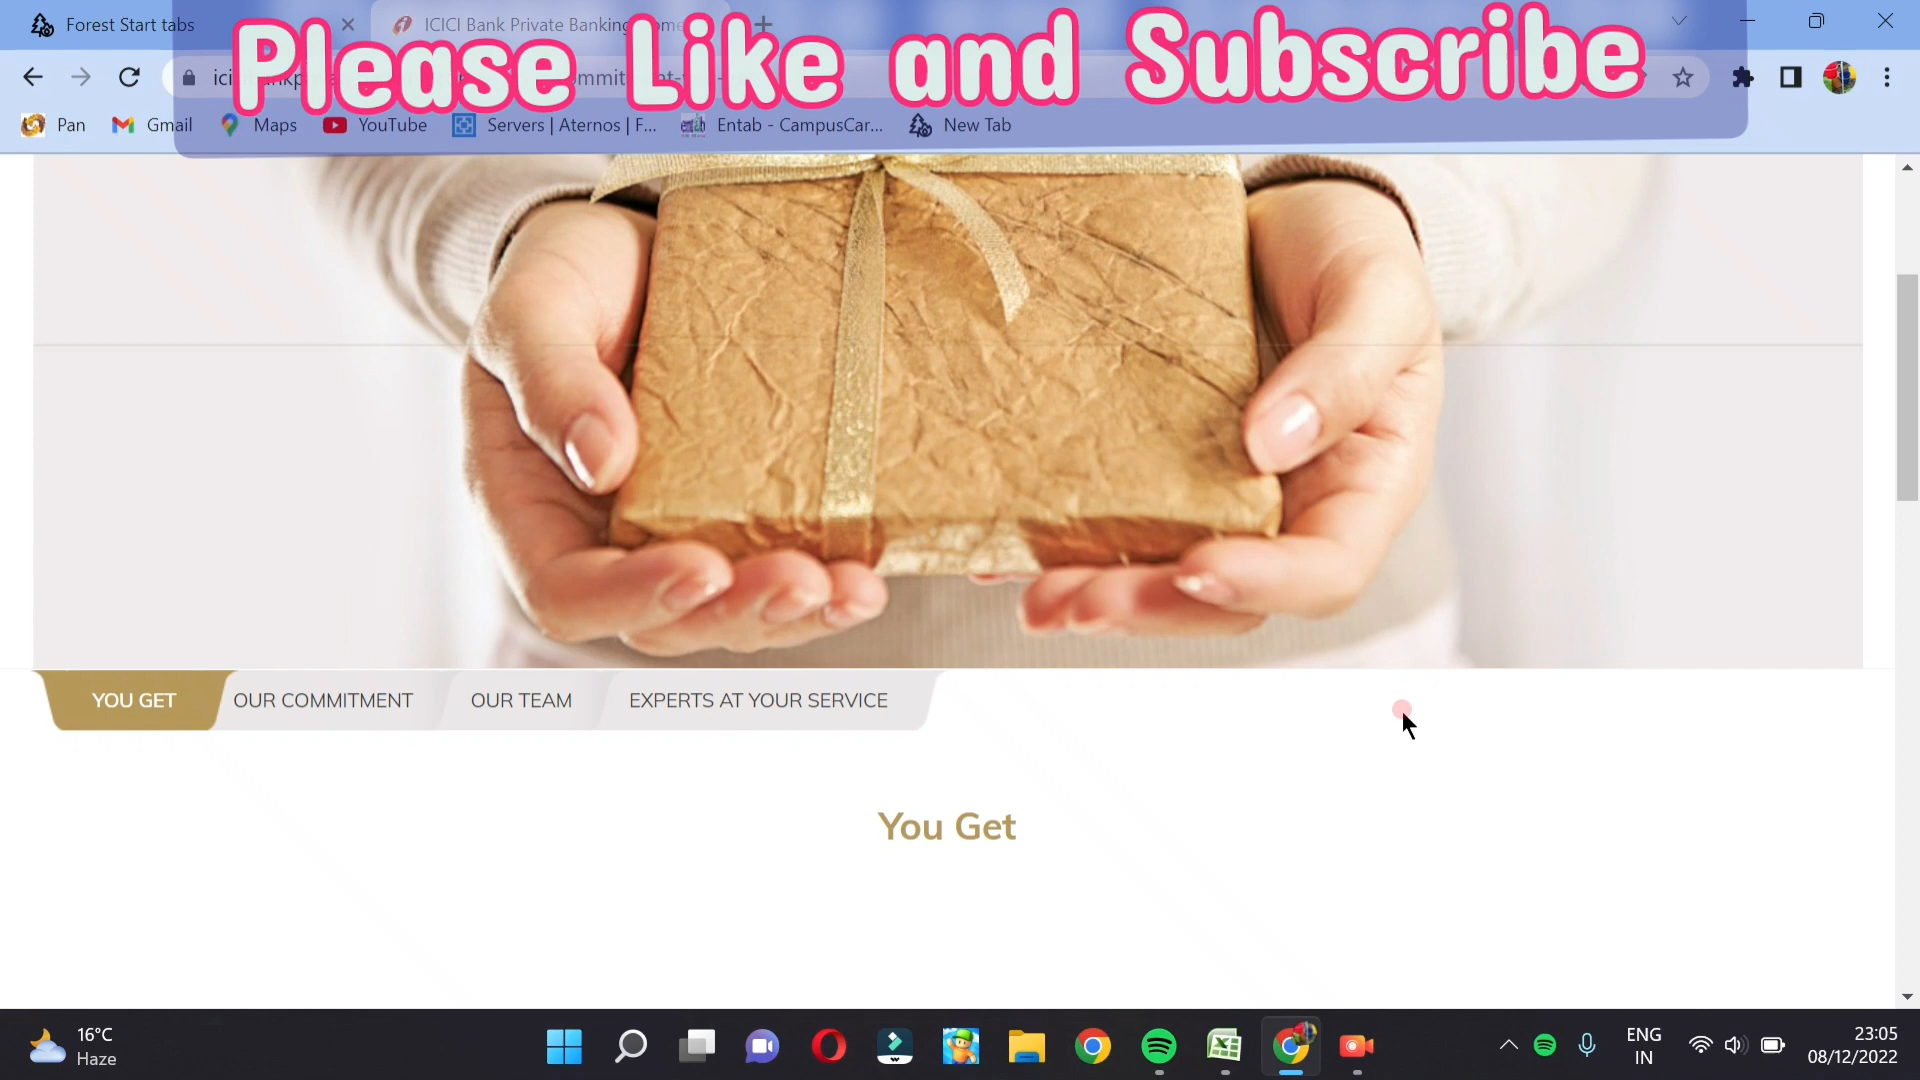 Please Like and Subscribe
Forest Start tabs
ICICI Bank Private Banking
Pan
Gmail
Maps
YouTube
Servers | Aternos | F...
Entab - CampusCar...
New Tab
YOU GET
OUR COMMITMENT
OUR TEAM
EXPERTS AT YOUR SERVICE
You Get
16°C
Haze
ENG
IN
23:05
08/12/2022